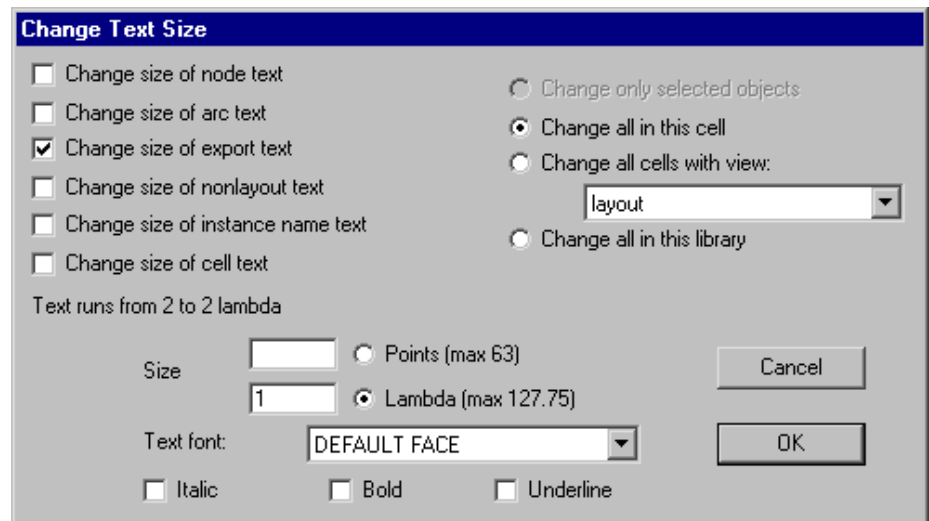 Change Text Size
Change size of node text
Change size of arc text
Change size of export text
Change size of nonlayout text
Change size of instance name text
Change size of cell text
Change only selected objects
Change all in this cell
Change all cells with view:
layout
Change all in this library
Text runs from 2 to 2 lambda
Size
Points (max 63)
1
Lambda (max 127.75)
Cancel
Text font:
DEFAULT FACE
OK
Italic
Bold
Underline